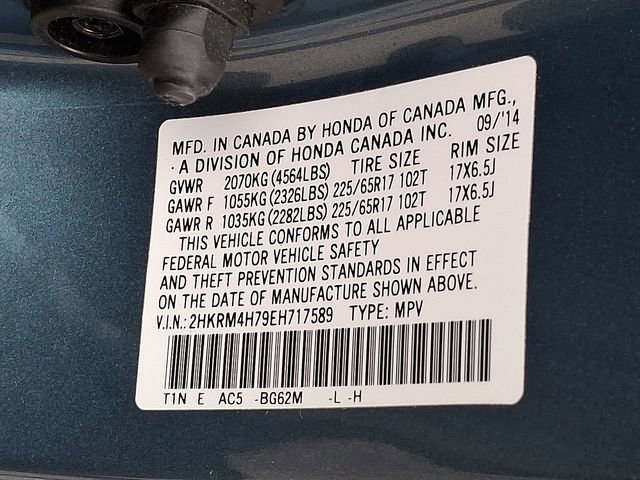 MFD. IN CANADA BY HONDA OF CANADA MFG.,
· A DIVISION OF HONDA CANADA INC. 09/'14
GVWR 2070KG (4564LBS) TIRE SIZE RIM SIZE
GAWR F 1055KG (2326LBS) 225/65R17 102T 17X6.5J
GAWR R 1035KG (2282LBS) 225/65R17 102T 17X6.5J
THIS VEHICLE CONFORMS TO ALL APPLICABLE
FEDERAL MOTOR VEHICLE SAFETY
AND THEFT PREVENTION STANDARDS IN EFFECT
ON THE DATE OF MANUFACTURE SHOWN ABOVE.
V.I.N.: 2HKRM4H79EH717589 TYPE: MPV
T1N E AC5 -BG62M -L -H